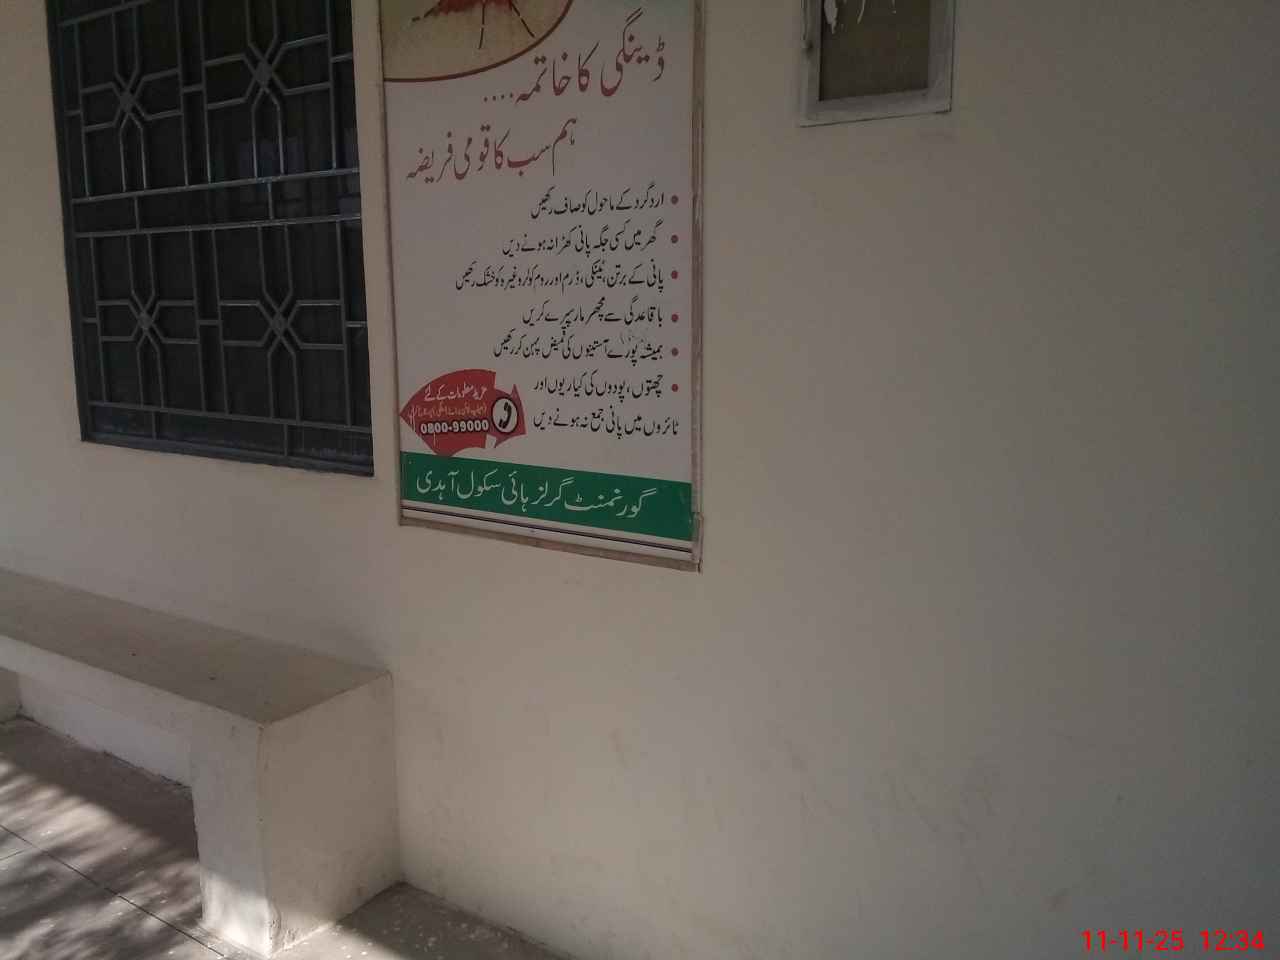 ڈینگی کا خاتمہ....
ہم سب کا قومی فریضہ
• اردگرد کے ماحول کو صاف رکھیں
• گھر میں کسی جگہ پانی کھڑا نہ ہونے دیں
• پانی کے برتن، ٹینکی، ڈرم اور روم کولر وغیرہ کو خشک رکھیں
• باقاعدگی سے مچھر مار سپرے کریں
• ہمیشہ پورے آستینوں کی قمیض پہن کر رکھیں
• چھتوں، پودوں کی کیاریوں اور
ٹائروں میں پانی جمع نہ ہونے دیں
مزید معلومات کے لئے
0800-99000
گورنمنٹ گرلز ہائی سکول آہدی
11-11-25 12:34